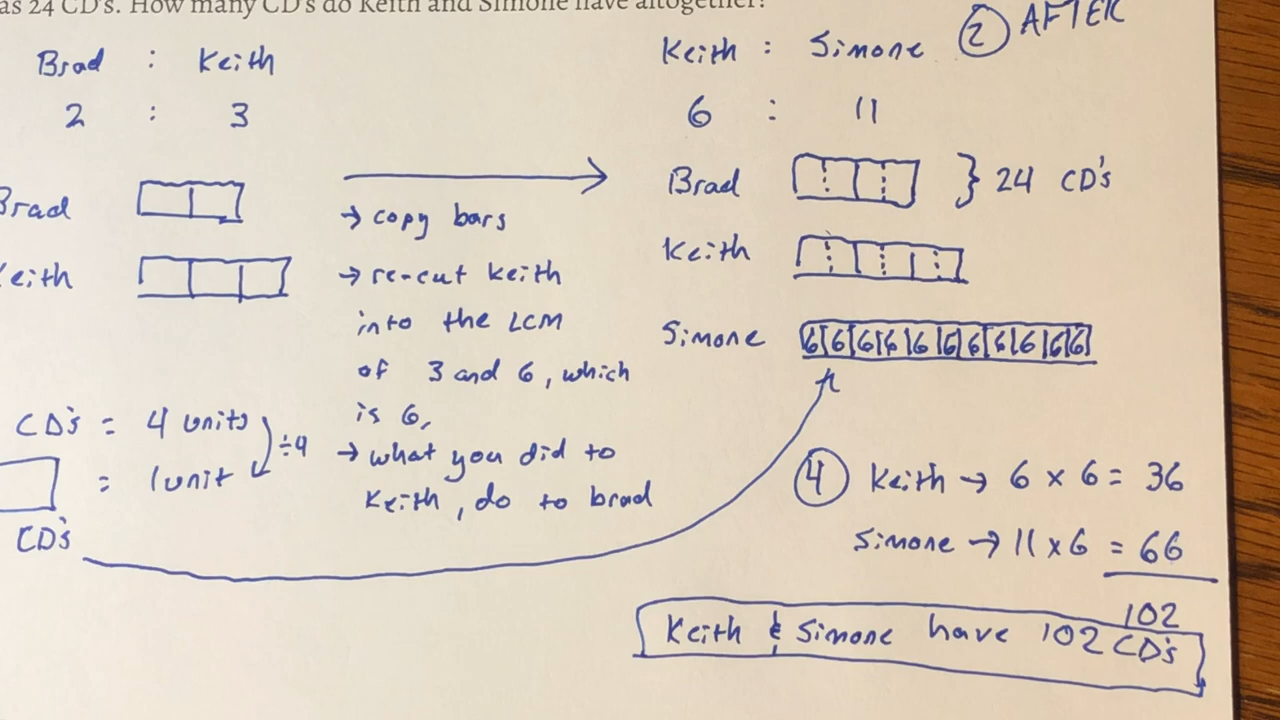 as 24 CD's. How many CD's do Keith and Simone have altogether?
Brad : Keith
2 : 3
Brad
Keith
→ copy bars
→ re-cut Keith
into the LCM
of 3 and 6, which
is 6,
→ what you did to
Keith, do to brad
CD's = 4 units
÷4
= 1 unit
CD's
Keith : Simone
② AFTER
6 : 11
Brad } 24 CD's
Keith
Simone 6 6 6 6 6 6 6 6 6 6 6
④ Keith → 6 x 6 = 36
Simone → 11 x 6 = 66
102
Keith & Simone have 102 CD's